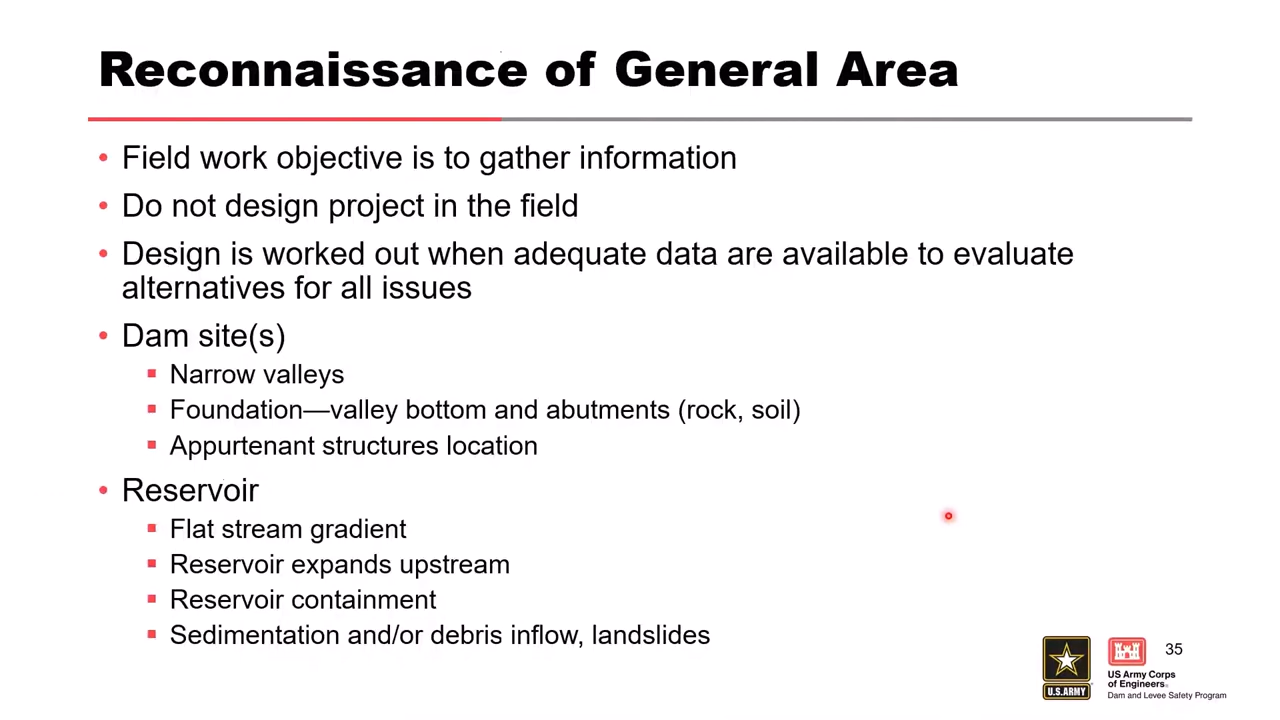 Reconnaissance of General Area
• Field work objective is to gather information
• Do not design project in the field
• Design is worked out when adequate data are available to evaluate
alternatives for all issues
• Dam site(s)
▪ Narrow valleys
▪ Foundation—valley bottom and abutments (rock, soil)
▪ Appurtenant structures location
• Reservoir
▪ Flat stream gradient
▪ Reservoir expands upstream
▪ Reservoir containment
▪ Sedimentation and/or debris inflow, landslides
35
U.S.ARMY
US Army Corps
of Engineers®
Dam and Levee Safety Program